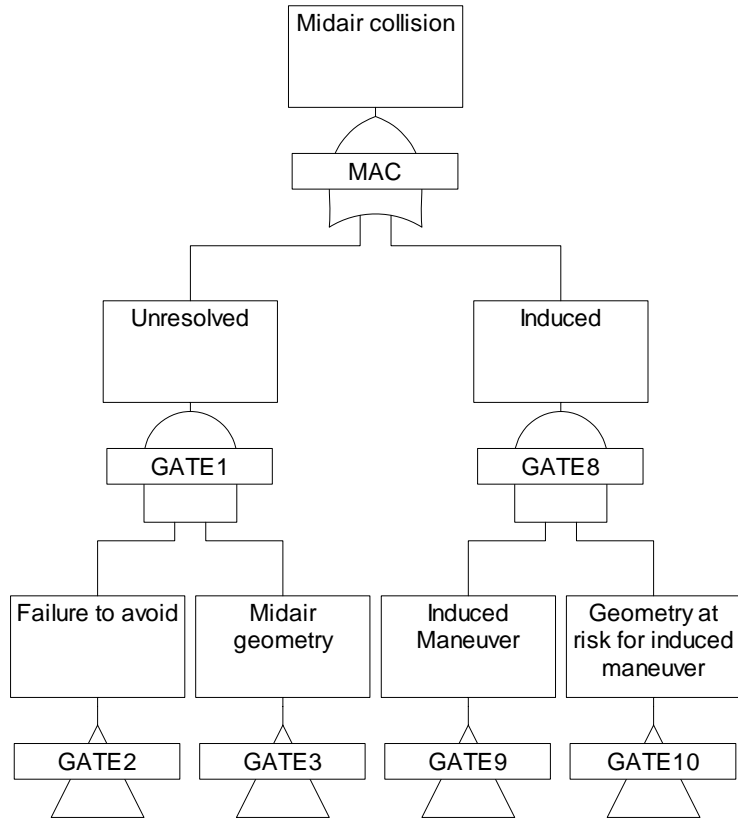 Midair collision
MAC
Unresolved
Induced
GATE1
GATE8
Failure to avoid
Midair
geometry
Induced
Maneuver
Geometry at
risk for induced
maneuver
GATE2
GATE3
GATE9
GATE10